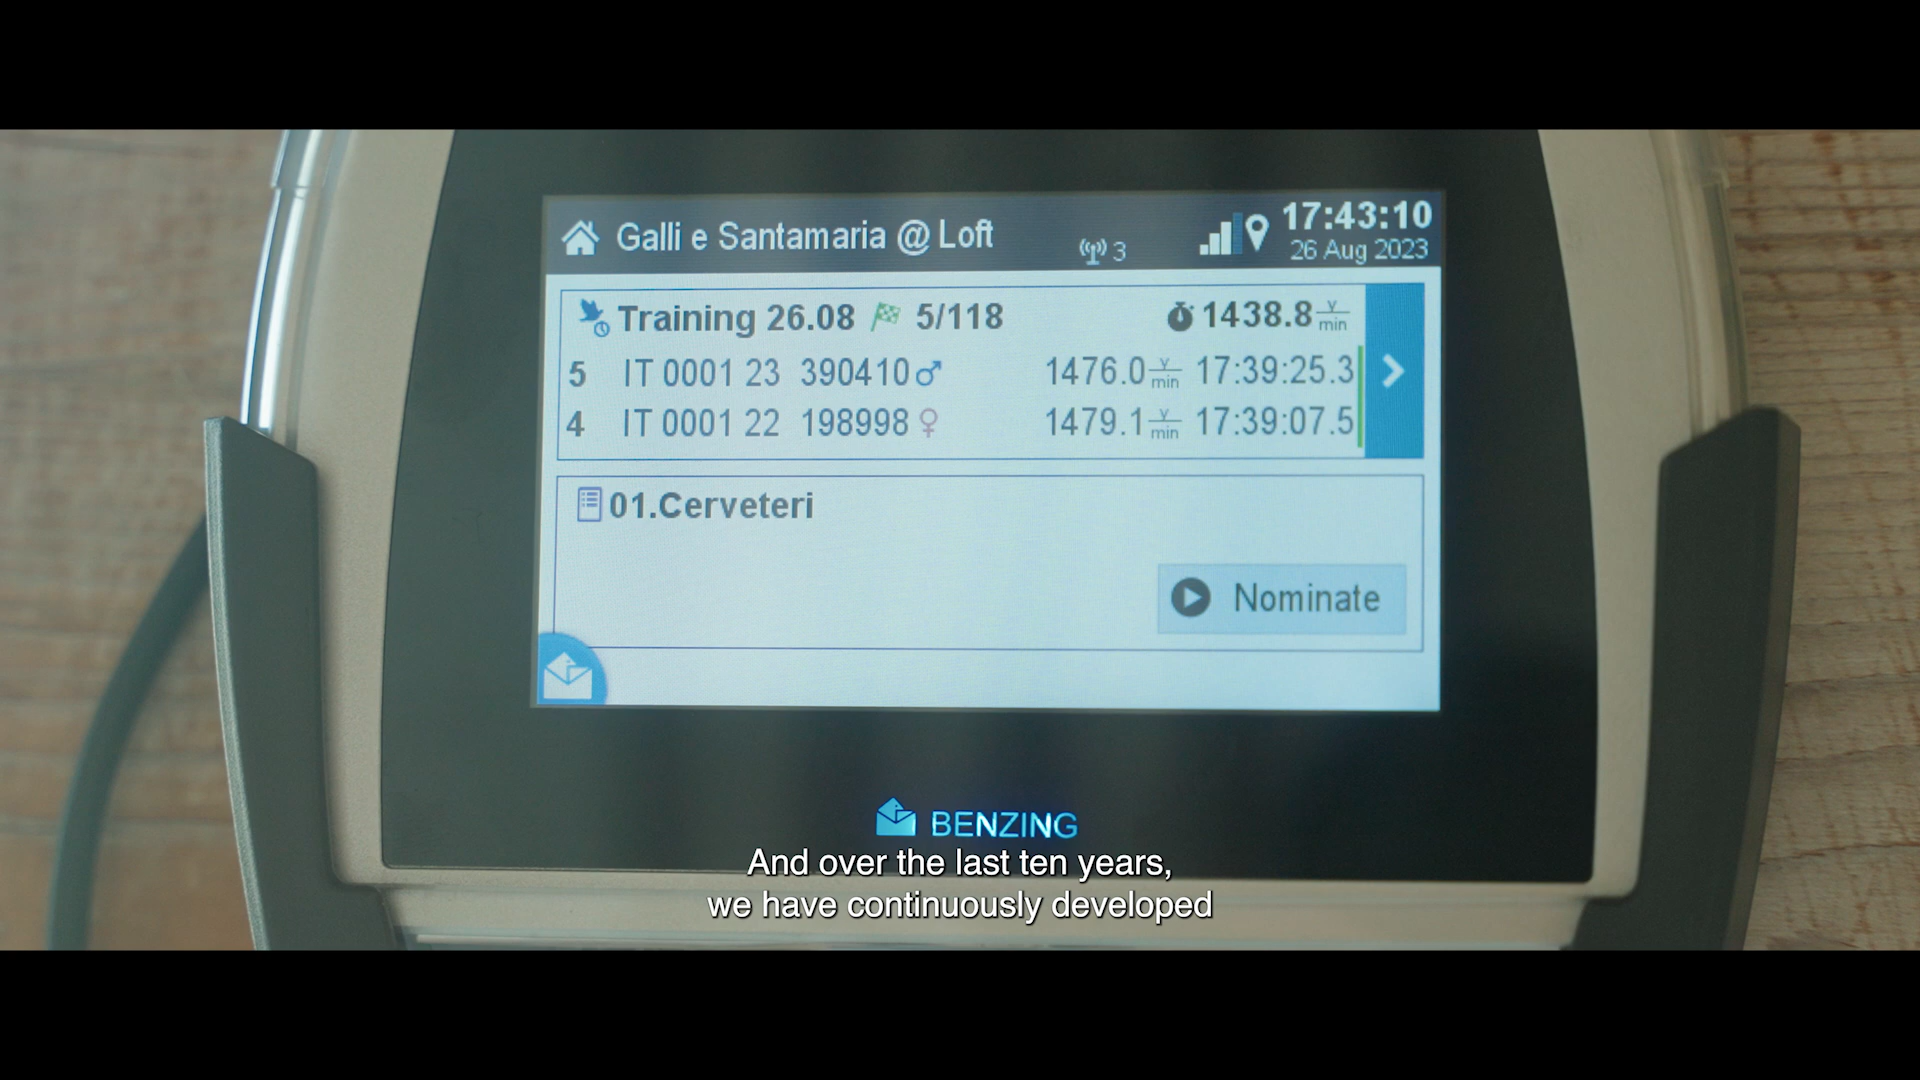 Galli e Santamaria @ Loft
3
17:43:10
26 Aug 2023
Training 26.08 5/118 1438.8 y/min
5 IT 0001 23 390410♂ 1476.0 y/min 17:39:25.3
4 IT 0001 22 198998♀ 1479.1 y/min 17:39:07.5
01.Cerveteri
Nominate
BENZING
And over the last ten years,
we have continuously developed